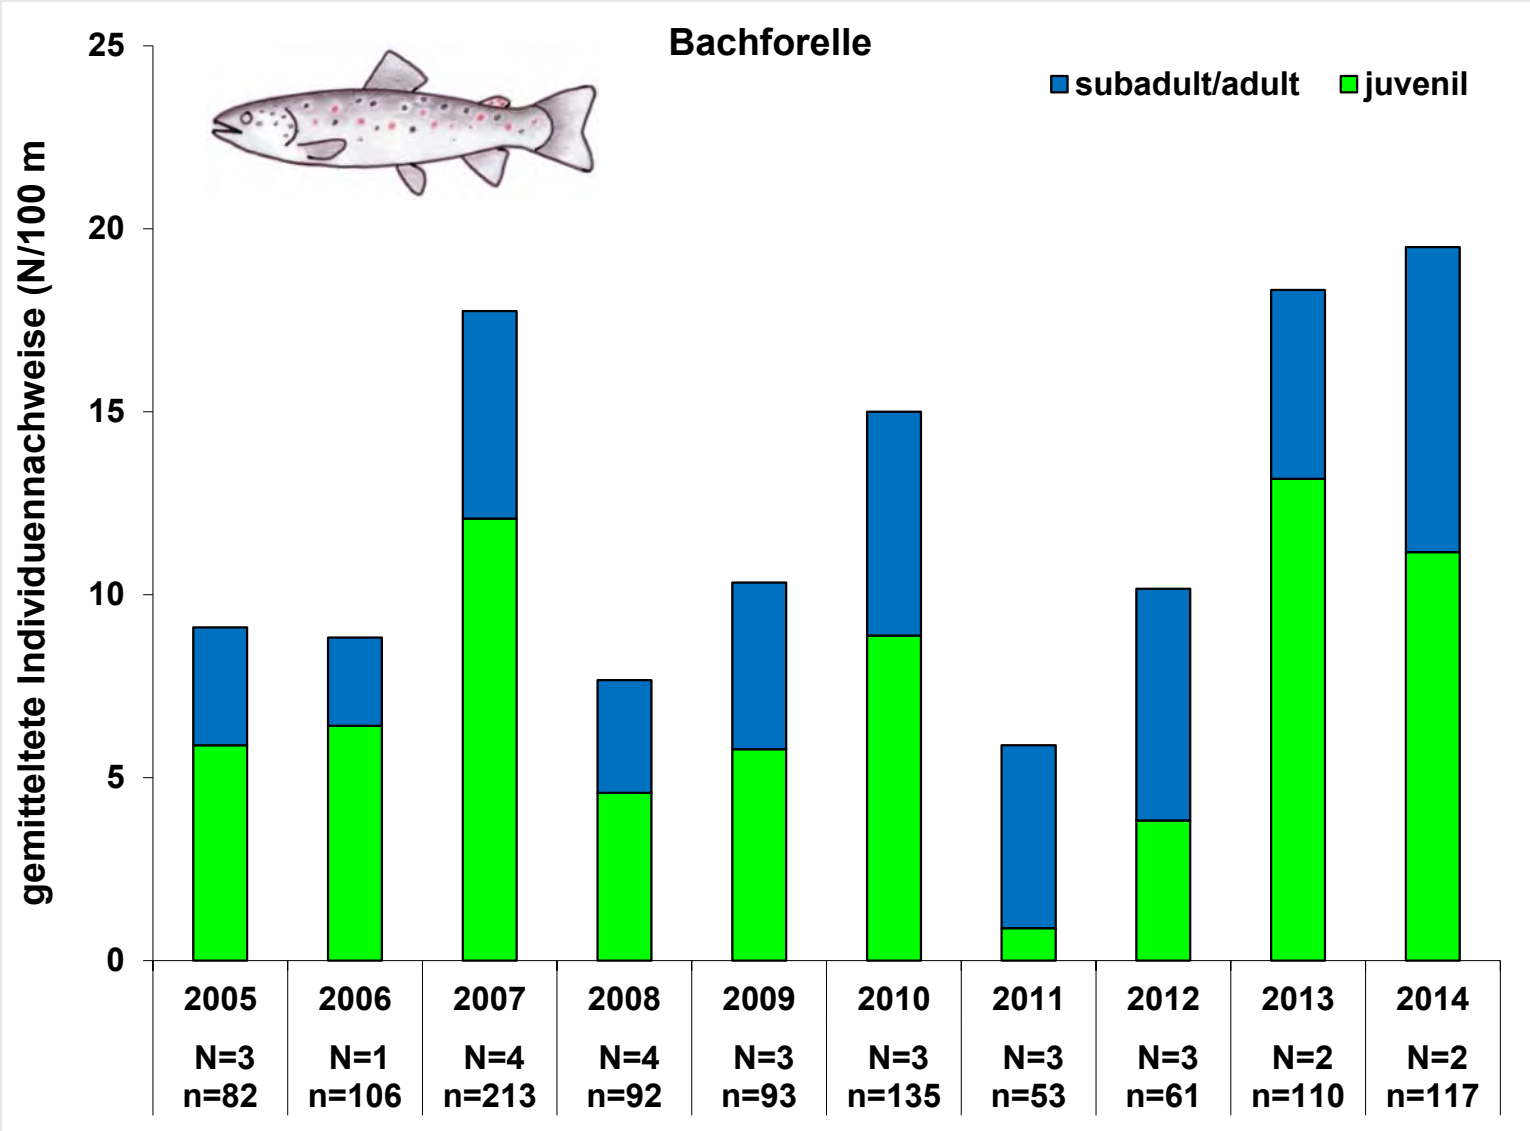 Bachforelle
subadult/adult juvenil
gemitteltete Individuennachweise (N/100 m
25
20
15
10
5
0
2005 2006 2007 2008 2009 2010 2011 2012 2013 2014
N=3 N=1 N=4 N=4 N=3 N=3 N=3 N=3 N=2 N=2
n=82 n=106 n=213 n=92 n=93 n=135 n=53 n=61 n=110 n=117